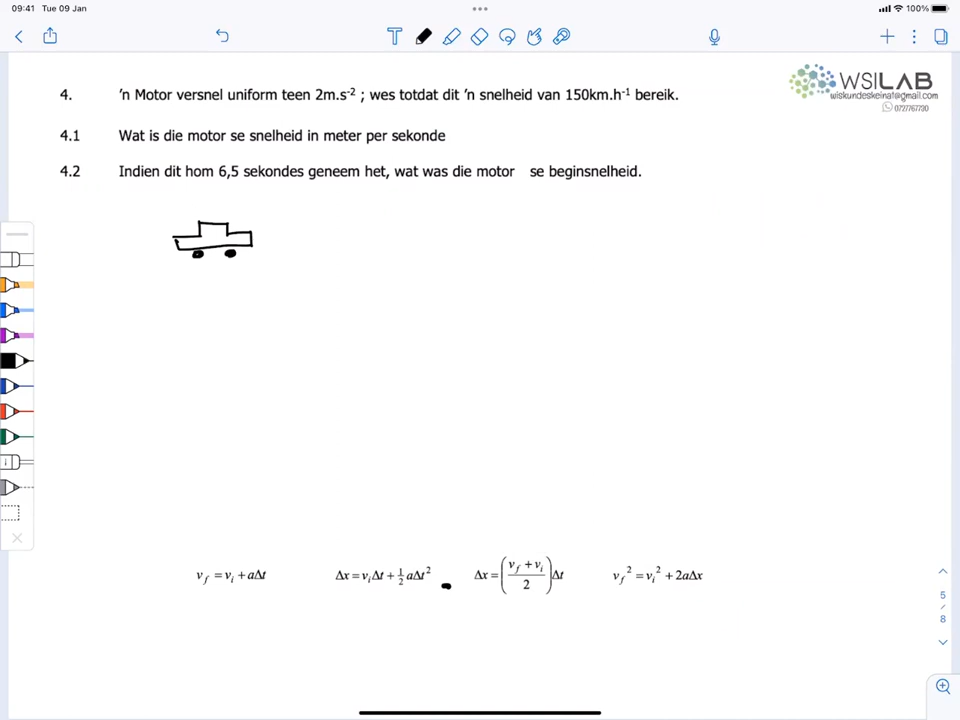 09:41 Tue 09 Jan
100%
WSILAB
wiskundeskeinat@gmail.com
0727767730
4. 'n Motor versnel uniform teen 2m.s⁻² ; wes totdat dit 'n snelheid van 150km.h⁻¹ bereik.
4.1 Wat is die motor se snelheid in meter per sekonde
4.2 Indien dit hom 6,5 sekondes geneem het, wat was die motor se beginsnelheid.
v_f = v_i + aΔt Δx = v_iΔt + ½ aΔt² Δx = ((v_f + v_i)/2)Δt v_f² = v_i² + 2aΔx
5
/
8